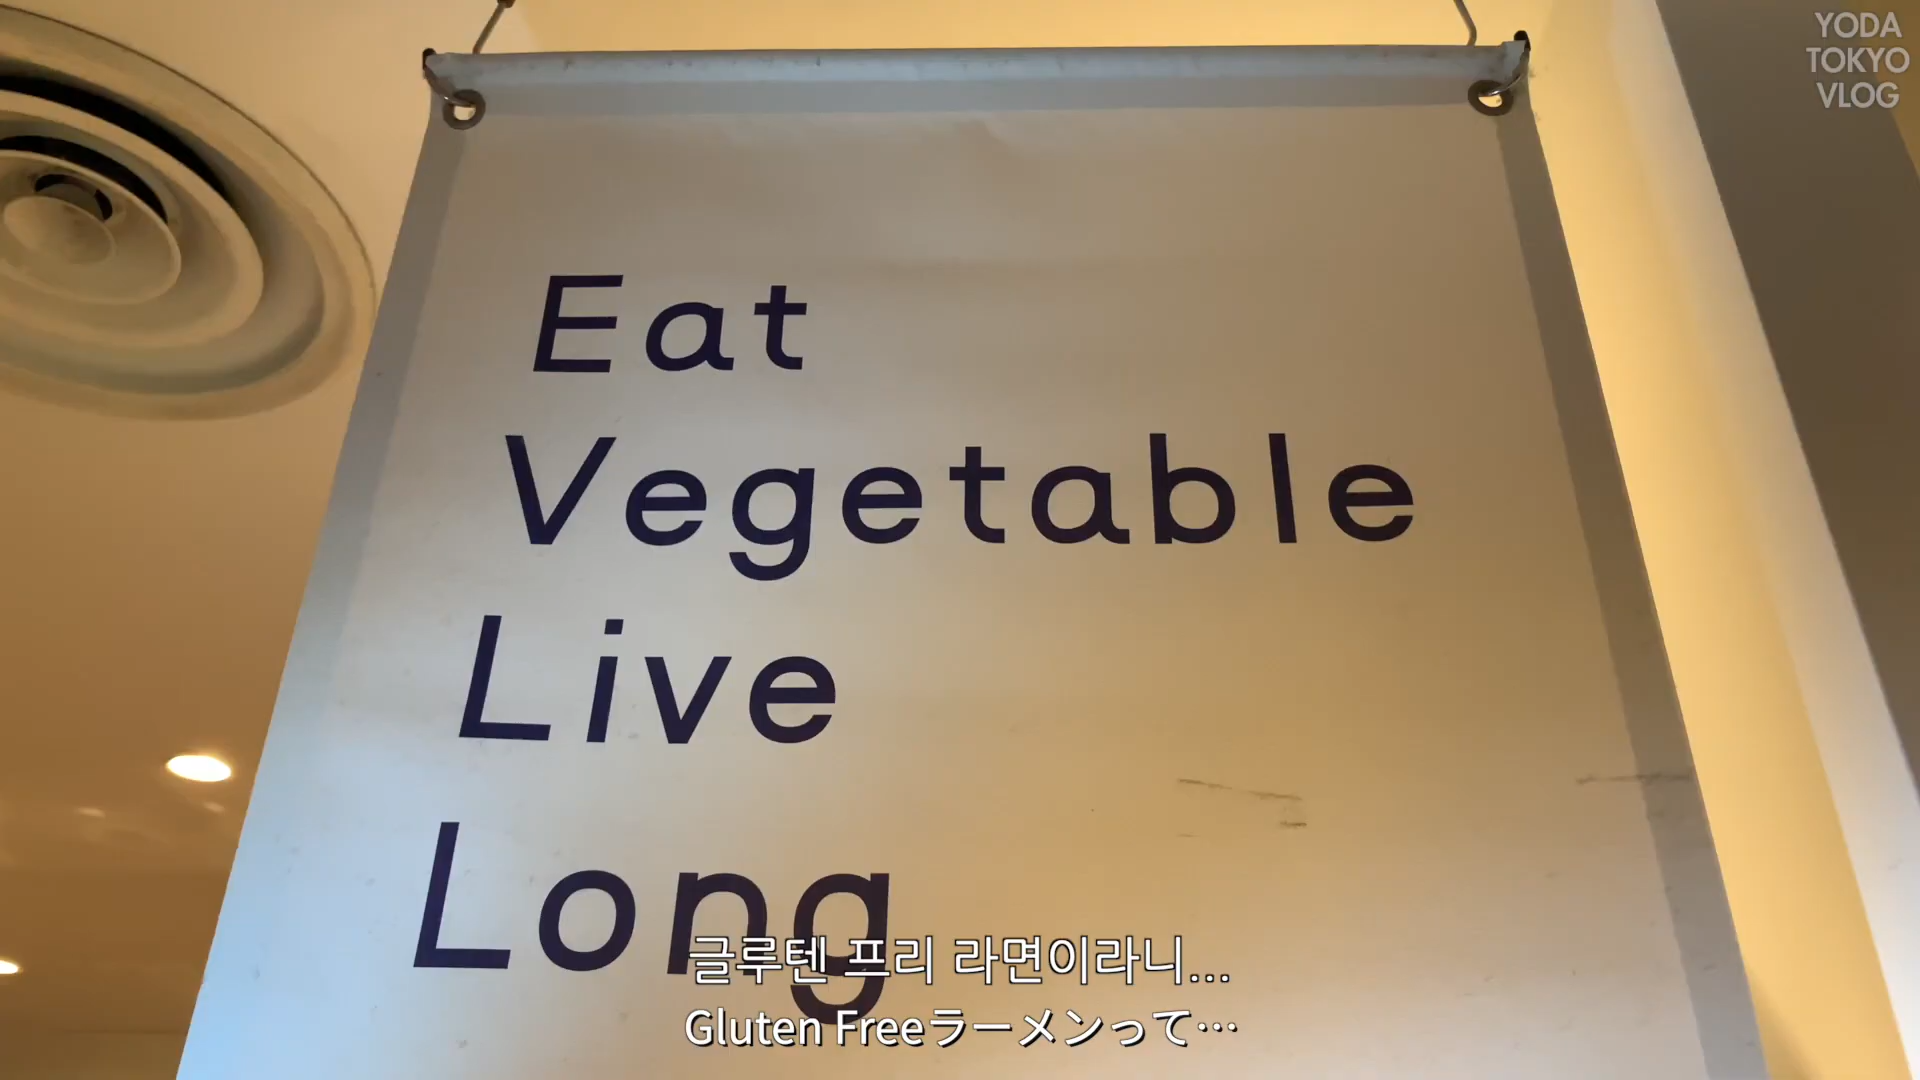 YODA
TOKYO
VLOG
Eat
Vegetable
Live
Long
글루텐 프리 라면이라니...
Gluten Freeラーメンって…